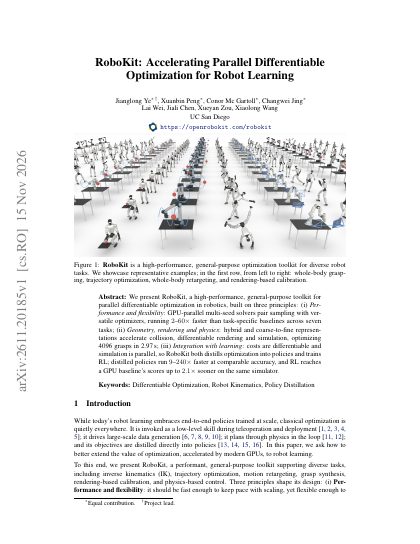 RoboKit: Accelerating Parallel Differentiable
Optimization for Robot Learning
Jianglong Ye*‡, Xuanbin Peng*, Conor Mc Gartoll*, Changwei Jing*
Lai Wei, Jiali Chen, Xueyan Zou, Xiaolong Wang
UC San Diego
https://openrobokit.com/robokit
arXiv:2611.20185v1 [cs.RO] 15 Nov 2026
Figure 1: RoboKit is a high-performance, general-purpose optimization toolkit for diverse robot
tasks. We showcase representative examples; in the first row, from left to right: whole-body grasp-
ing, trajectory optimization, whole-body retargeting, and rendering-based calibration.
Abstract: We present RoboKit, a high-performance, general-purpose toolkit for
parallel differentiable optimization in robotics, built on three principles: (i) Per-
formance and flexibility: GPU-parallel multi-seed solvers pair sampling with ver-
satile optimizers, running 2–60× faster than task-specific baselines across seven
tasks; (ii) Geometry, rendering and physics: hybrid and coarse-to-fine repre-
sentations accelerate collision, differentiable rendering and simulation, optimizing
4096 grasps in 2.97s; (iii) Integration with learning: costs are differentiable and
simulation is parallel, so RoboKit both distills optimization into policies and trains
RL; distilled policies run 9–240× faster at comparable accuracy, and RL reaches
a GPU baseline's scores up to 2.1× sooner on the same simulator.
Keywords: Differentiable Optimization, Robot Kinematics, Policy Distillation
1 Introduction
While today's robot learning embraces end-to-end policies trained at scale, classical optimization is
quietly everywhere. It is invoked as a low-level skill during teleoperation and deployment [1, 2, 3, 4,
5]; it drives large-scale data generation [6, 7, 8, 9, 10]; it plans through physics in the loop [11, 12];
and its objectives are distilled directly into policies [13, 14, 15, 16]. In this paper, we ask how to
better extend the value of optimization, accelerated by modern GPUs, to robot learning.
To this end, we present RoboKit, a performant, general-purpose toolkit supporting diverse tasks,
including inverse kinematics (IK), trajectory optimization, motion retargeting, grasp synthesis,
rendering-based calibration, and physics-based control. Three principles shape its design: (i) Per-
formance and flexibility: it should be fast enough to keep pace with scaling, yet flexible enough to
*Equal contribution. ‡Project lead.